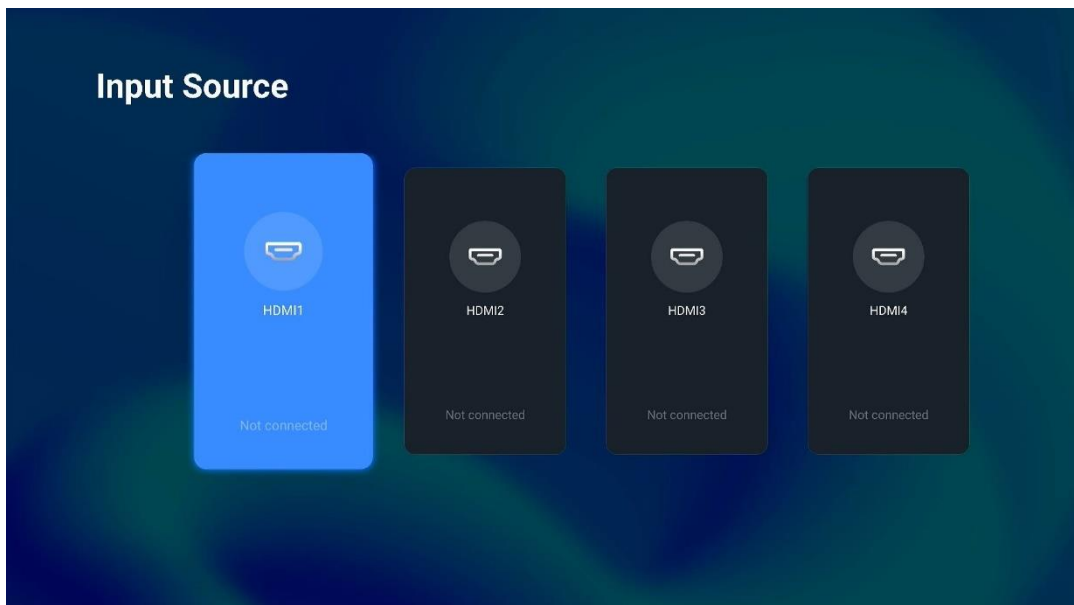 Input Source
HDMI1
HDMI2
HDMI3
HDMI4
Not connected
Not connected
Not connected
Not connected